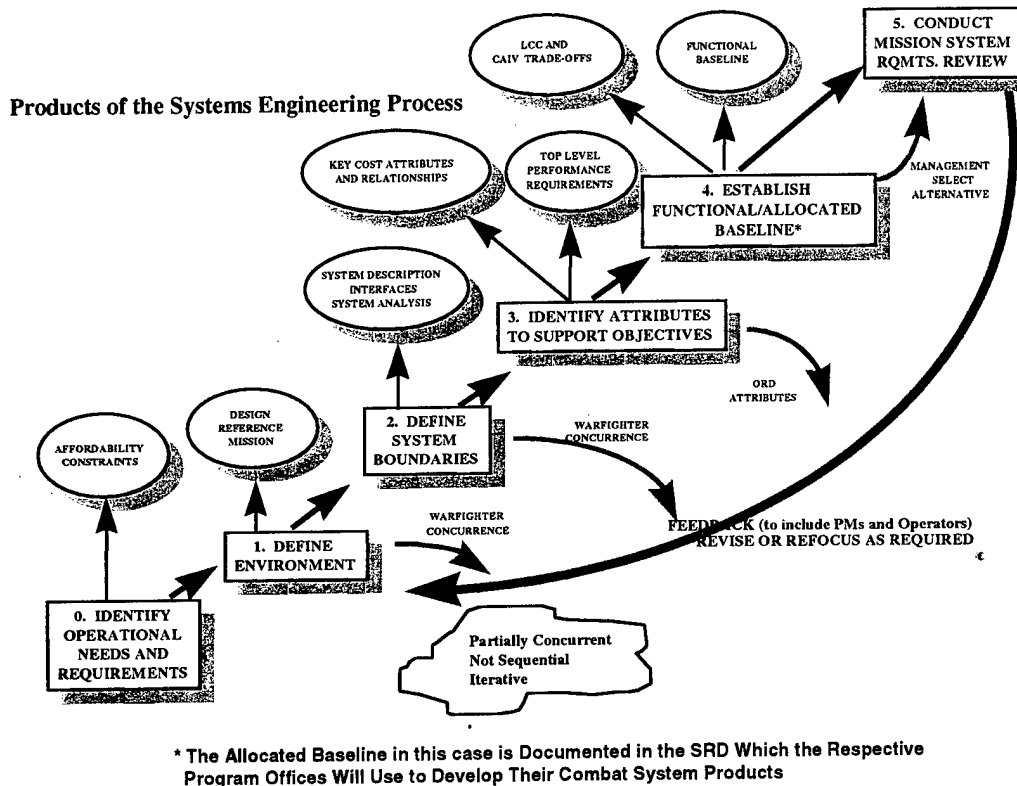 5. CONDUCT
MISSION SYSTEM
RQMTS. REVIEW
LCC AND
CAIV TRADE-OFFS
FUNCTIONAL
BASELINE
Products of the Systems Engineering Process
KEY COST ATTRIBUTES
AND RELATIONSHIPS
TOP LEVEL
PERFORMANCE
REQUIREMENTS
4. ESTABLISH
FUNCTIONAL/ALLOCATED
BASELINE*
MANAGEMENT
SELECT
ALTERNATIVE
SYSTEM DESCRIPTION
INTERFACES
SYSTEM ANALYSIS
3. IDENTIFY ATTRIBUTES
TO SUPPORT OBJECTIVES
ORD
ATTRIBUTES
DESIGN
REFERENCE
MISSION
2. DEFINE
SYSTEM
BOUNDARIES
WARFIGHTER
CONCURRENCE
AFFORDABILITY
CONSTRAINTS
1. DEFINE
ENVIRONMENT
WARFIGHTER
CONCURRENCE
FEEDBACK (to include PMs and Operators)
REVISE OR REFOCUS AS REQUIRED
0. IDENTIFY
OPERATIONAL
NEEDS AND
REQUIREMENTS
Partially Concurrent
Not Sequential
Iterative
* The Allocated Baseline in this case is Documented in the SRD Which the Respective
Program Offices Will Use to Develop Their Combat System Products